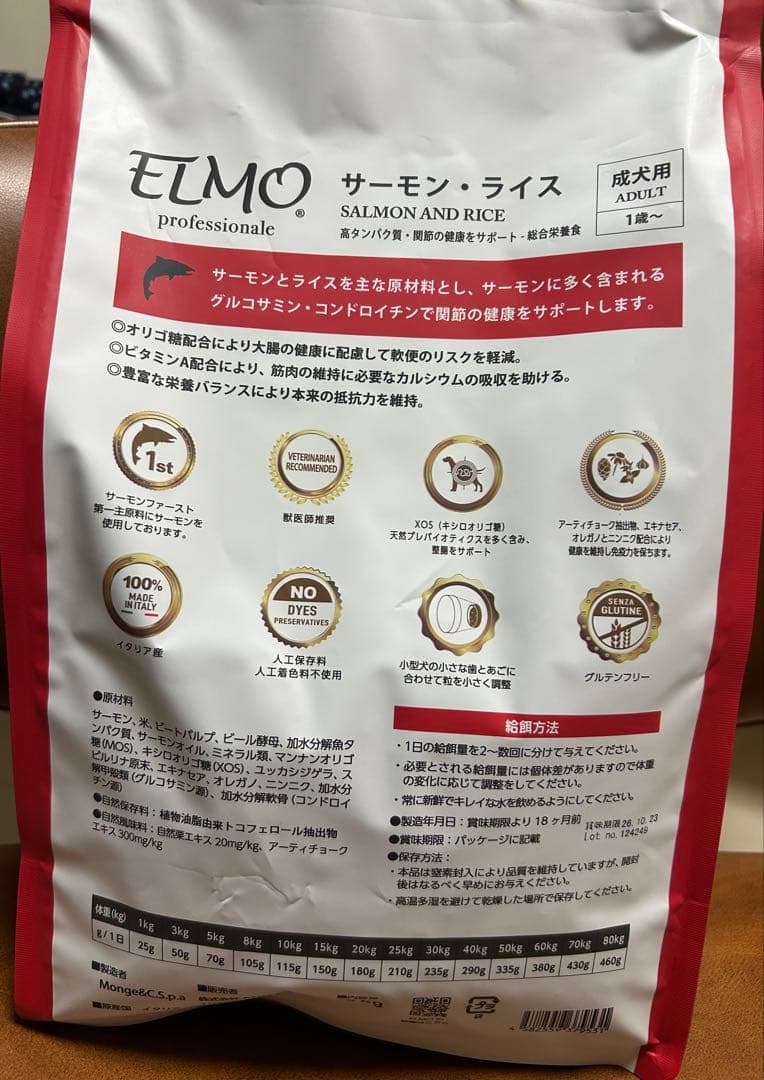 ELMO®
professionale
サーモン・ライス
SALMON AND RICE
高タンパク質・関節の健康をサポート - 総合栄養食
成犬用
ADULT
1歳〜
サーモンとライスを主な原材料とし、サーモンに多く含まれる
グルコサミン・コンドロイチンで関節の健康をサポートします。
◎オリゴ糖配合により大腸の健康に配慮して軟便のリスクを軽減。
◎ビタミンA配合により、筋肉の維持に必要なカルシウムの吸収を助ける。
◎豊富な栄養バランスにより本来の抵抗力を維持。
1st
サーモンファースト
第一主原料にサーモンを
使用しております。
VETERINARIAN
RECOMMENDED
獣医師推奨
XOS（キシロオリゴ糖）
天然プレバイオティクスを多く含み、
整腸をサポート
アーティチョーク抽出物、エキナセア、
オレガノとニンニク配合により
健康を維持し免疫力を保ちます。
100%
MADE
IN ITALY
イタリア産
NO
DYES
PRESERVATIVES
人工保存料
人工着色料不使用
小型犬の小さな歯とあごに
合わせて粒を小さく調整
SENZA
GLUTINE
グルテンフリー
●原材料
サーモン、米、ビートパルプ、ビール酵母、加水分解魚タ
ンパク質、サーモンオイル、ミネラル類、マンナンオリゴ
糖(MOS)、キシロオリゴ糖(XOS)、ユッカシジゲラ、ス
ピルリナ原末、エキナセア、オレガノ、ニンニク、加水分
解甲殻類（グルコサミン源）、加水分解軟骨（コンドロイ
チン源）
●自然保存料：植物油脂由来トコフェロール抽出物
●自然風味料：自然栗エキス 20mg/kg、アーティチョーク
エキス 300mg/kg
給餌方法
・1日の給餌量を2〜数回に分けて与えてください。
・必要とされる給餌量には個体差がありますので体重
の変化に応じて調整をしてください。
・常に新鮮でキレイな水を飲めるようにしてください。
●製造年月日：賞味期限より18ヶ月前
●賞味期限：パッケージに記載
賞味期限26.10.23
Lot no. 124249
●保存方法：
・本品は窒素封入により品質を維持していますが、開封
後はなるべく早めにお与えください。
・高温多湿を避けて乾燥した場所で保存してください。
体重(kg) 1kg 3kg 5kg 8kg 10kg 15kg 20kg 25kg 30kg 40kg 50kg 60kg 70kg 80kg
g/1日 25g 50g 70g 105g 115g 150g 180g 210g 235g 290g 335g 380g 430g 460g
■製造者
Monge&C.S.p.a
■販売者
■原産国
プラ
袋